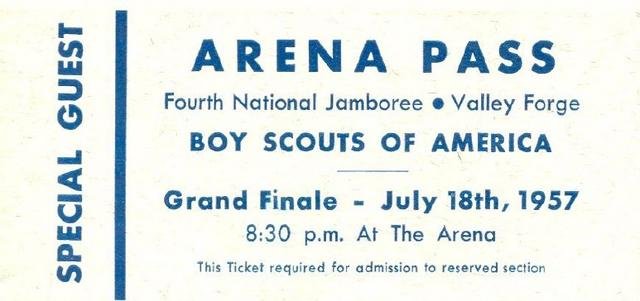 SPECIAL GUEST
ARENA PASS
Fourth National Jamboree • Valley Forge
BOY SCOUTS OF AMERICA
Grand Finale - July 18th, 1957
8:30 p.m. At The Arena
This Ticket required for admission to reserved section